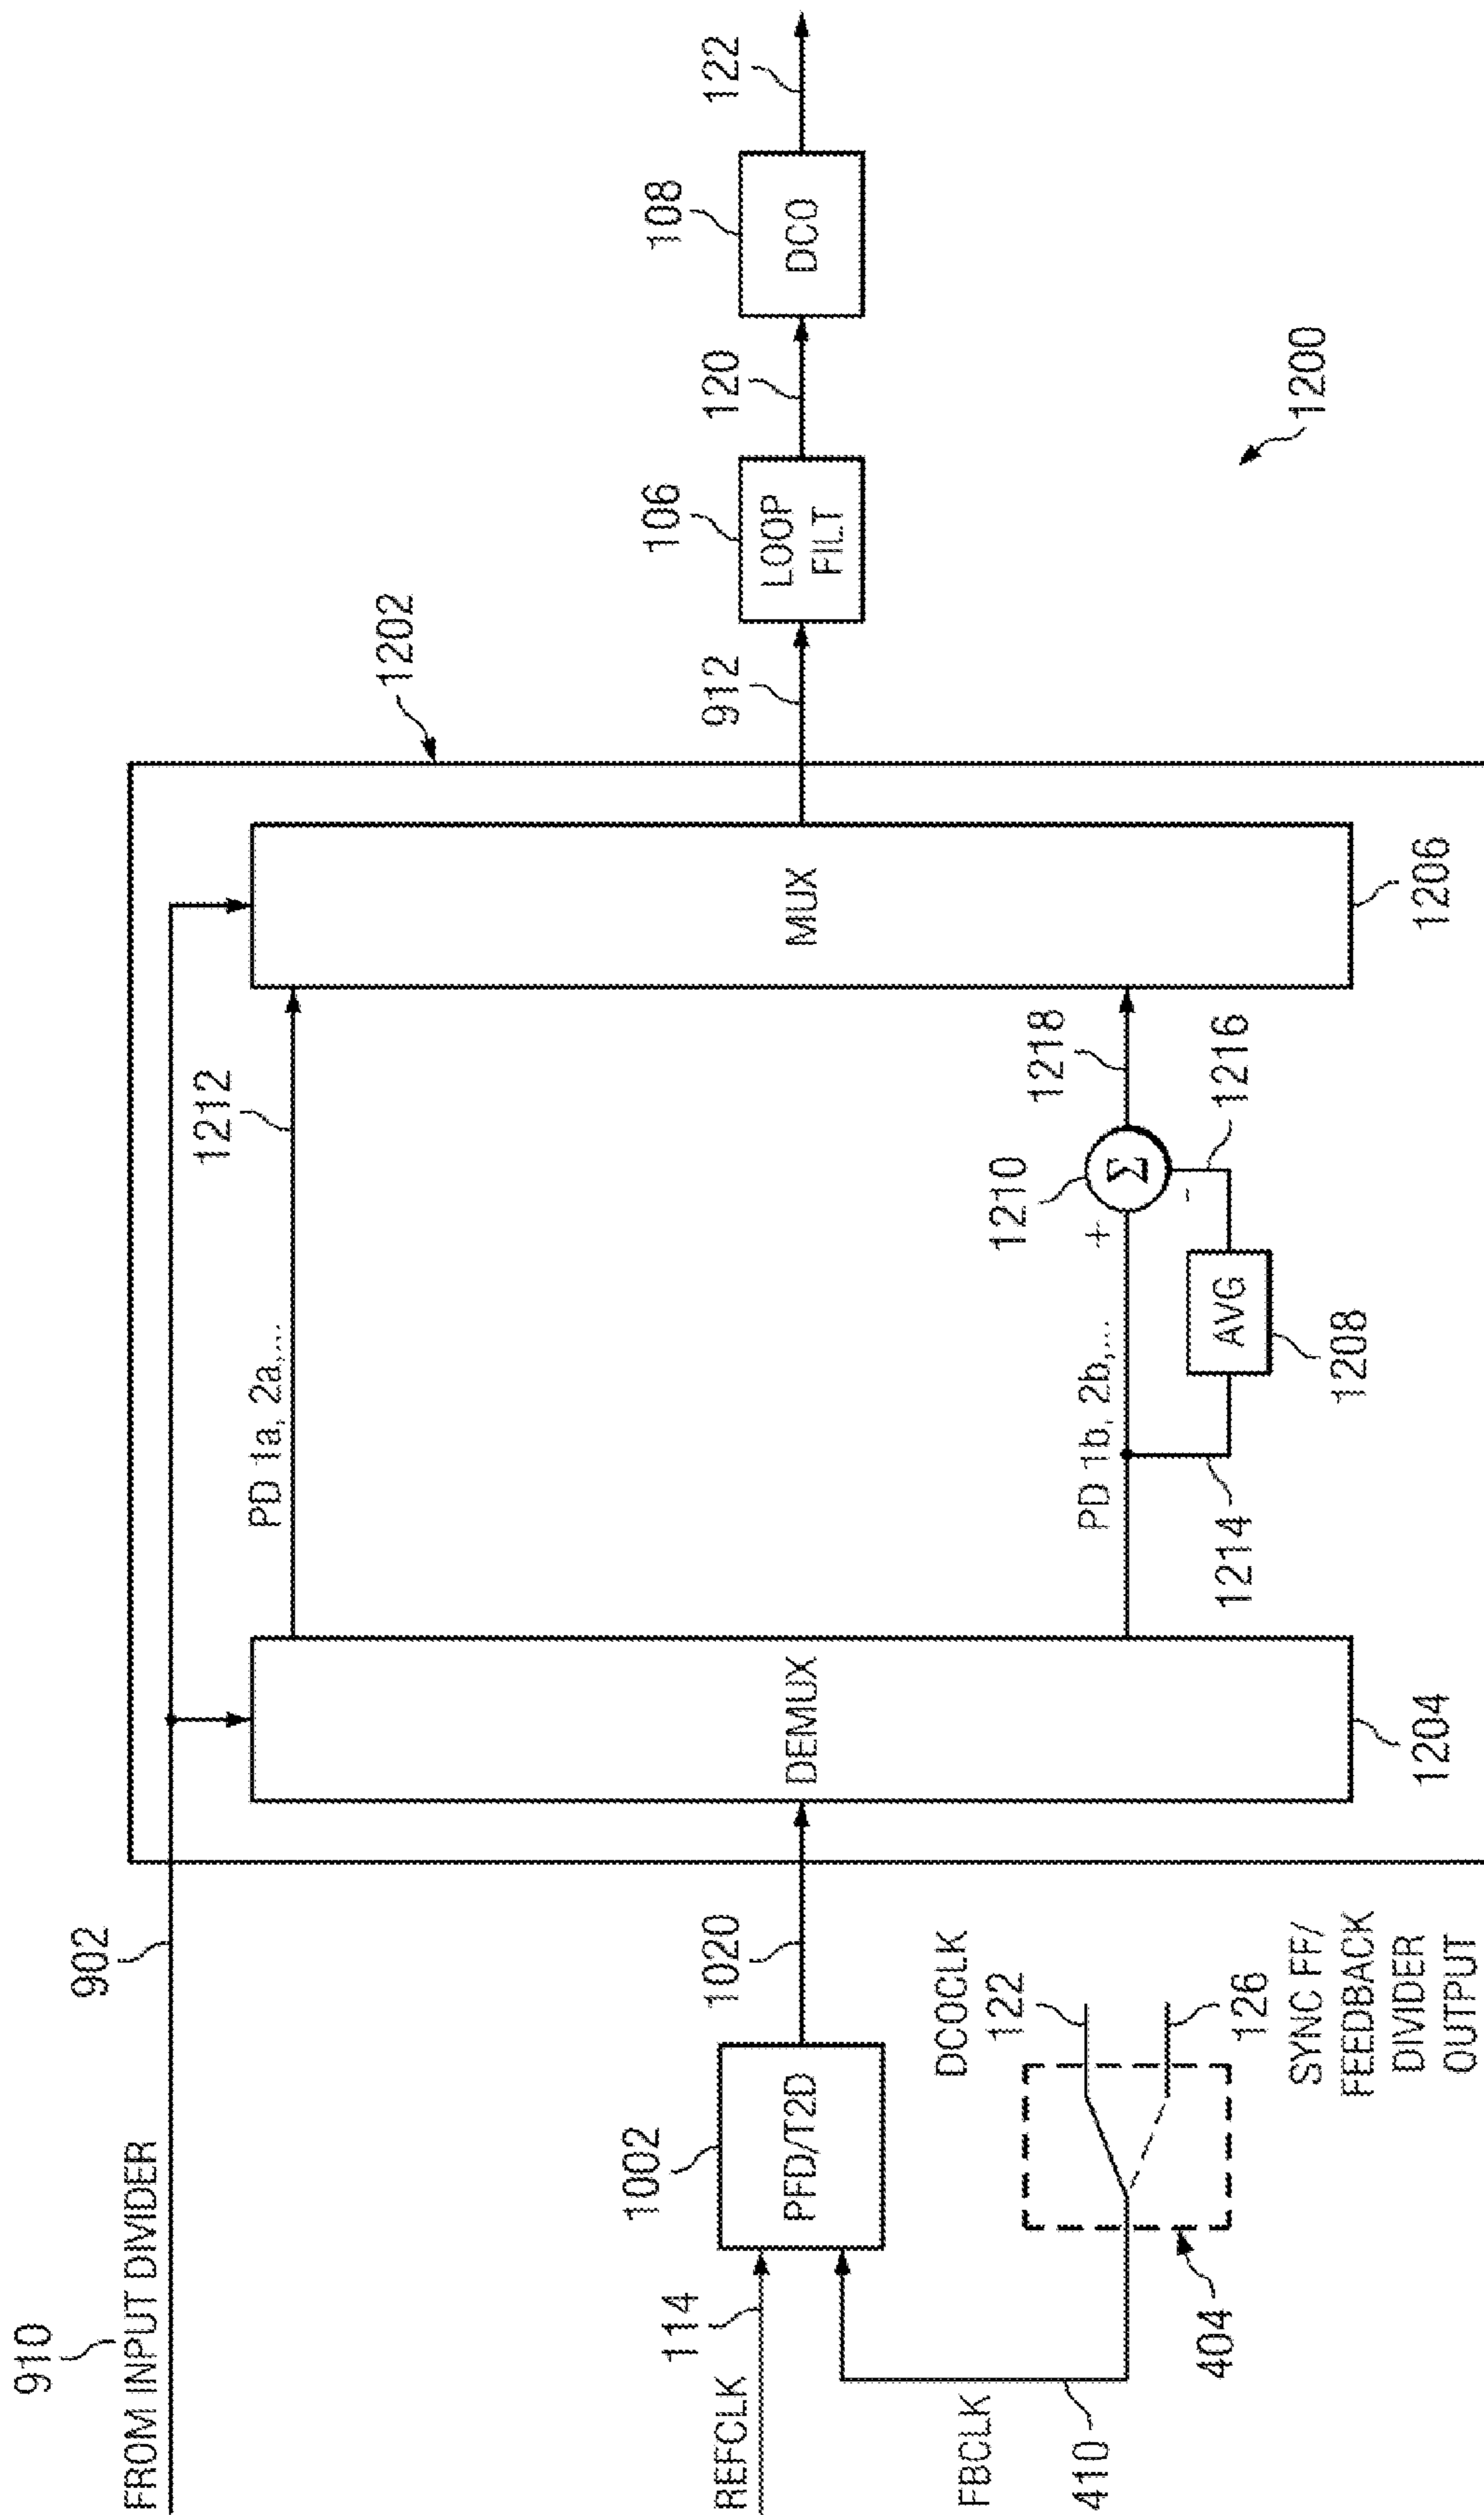 910
FROM INPUT DIVIDER
902
1202
1212
PD 1a, 2a,...
REFCLK
114
1002
PFD/T2D
1020
DEMUX
MUX
912
106
LOOP
FILT
120
108
DCO
122
FBCLK
410
404
DCOCLK
122
126
SYNC FF/
FEEDBACK
DIVIDER
OUTPUT
PD 1b, 2b,...
+
1210
Σ
-
1218
1216
1214
AVG
1208
1204
1206
1200